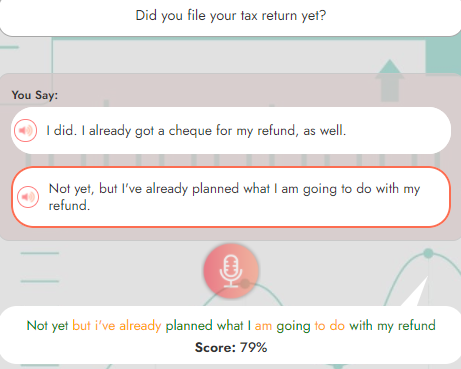 Did you file your tax return yet?
You Say:
I did. I already got a cheque for my refund, as well.
Not yet, but I've already planned what I am going to do with my
refund.
Not yet but i've already planned what I am going to do with my refund
Score: 79%